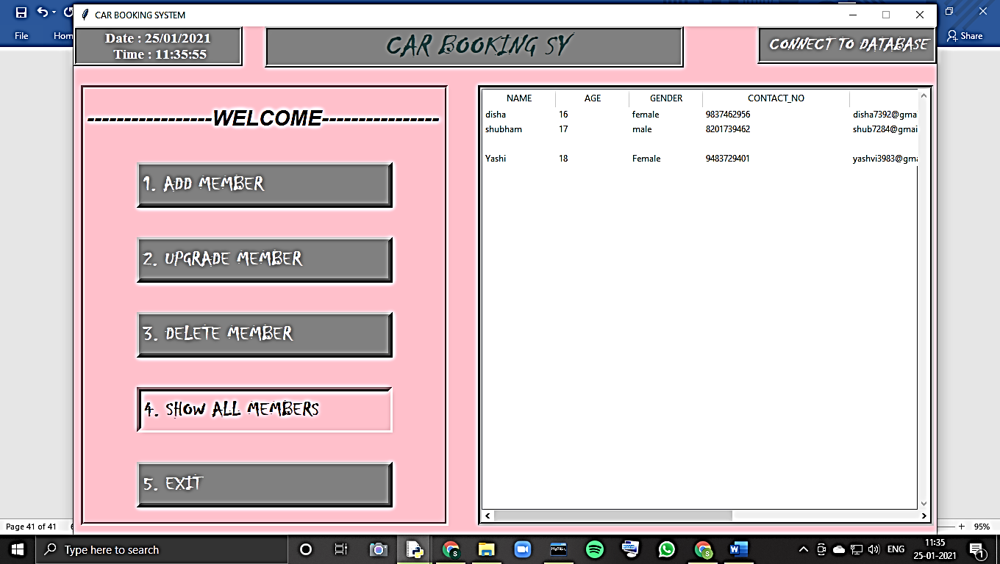 CAR BOOKING SYSTEM
File
Hom
Share
Date : 25/01/2021
Time : 11:35:55
CAR BOOKING SY
CONNECT TO DATABASE
-----------------WELCOME----------------
1. ADD MEMBER
2. UPGRADE MEMBER
3. DELETE MEMBER
4. SHOW ALL MEMBERS
5. EXIT
NAME AGE GENDER CONTACT_NO
disha 16 female 9837462956 disha7392@gma
shubham 17 male 8201739462 shub7284@gmai
Yashi 18 Female 9483729401 yashvi3983@gma
Page 41 of 41
95%
Type here to search
MySQL
ENG
11:35
25-01-2021
1